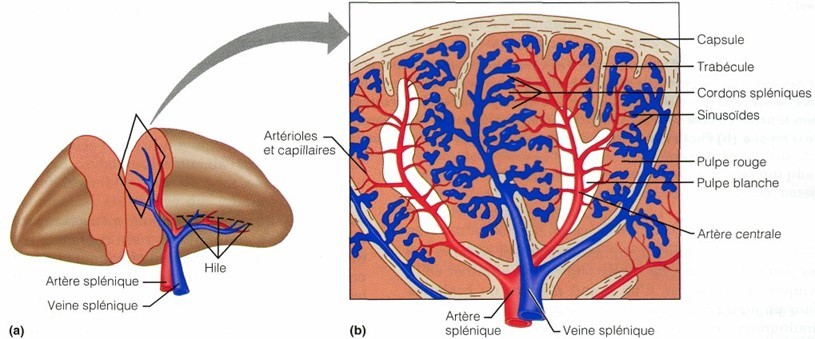 Capsule
Trabécule
Cordons spléniques
Sinusoïdes
Artérioles
et capillaires
Pulpe rouge
Pulpe blanche
Artère centrale
Hile
Artère splénique
Veine splénique
Artère
splénique
Veine splénique
(a)
(b)